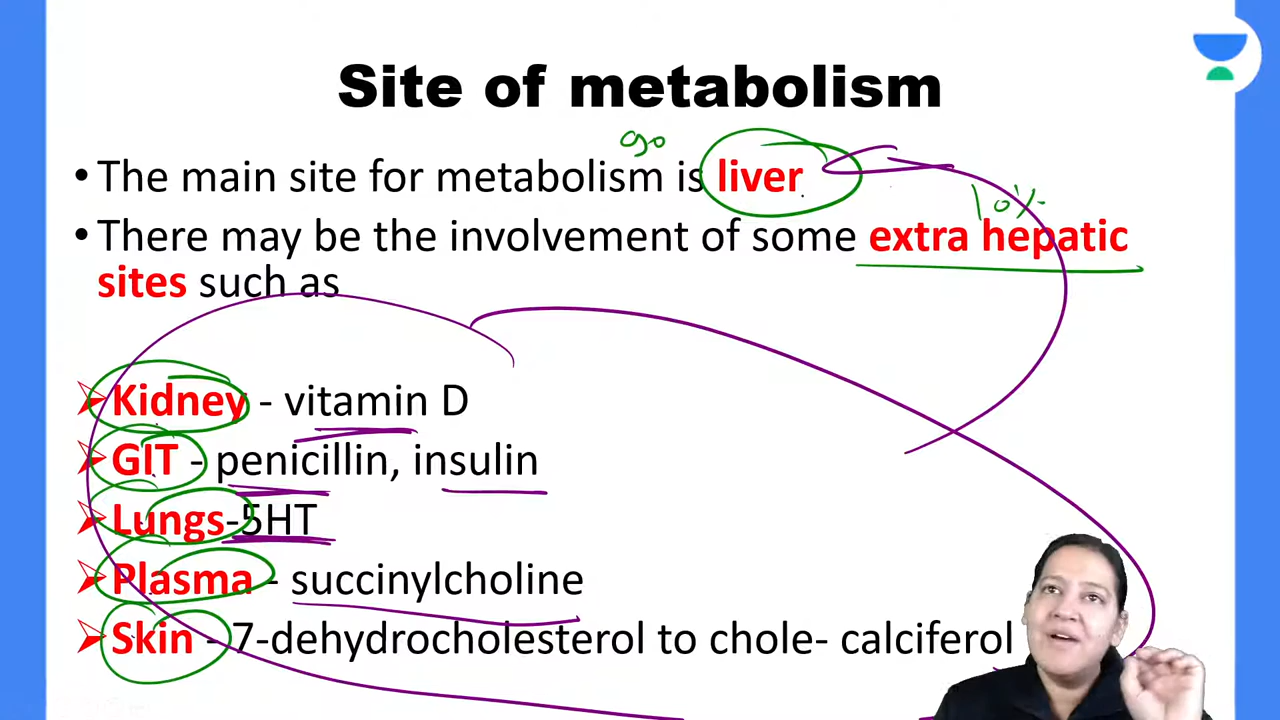 Site of metabolism
90
• The main site for metabolism is liver
10%
• There may be the involvement of some extra hepatic
sites such as
➢ Kidney - vitamin D
➢ GIT - penicillin, insulin
➢ Lungs-5HT
➢ Plasma - succinylcholine
➢ Skin - 7-dehydrocholesterol to chole- calciferol